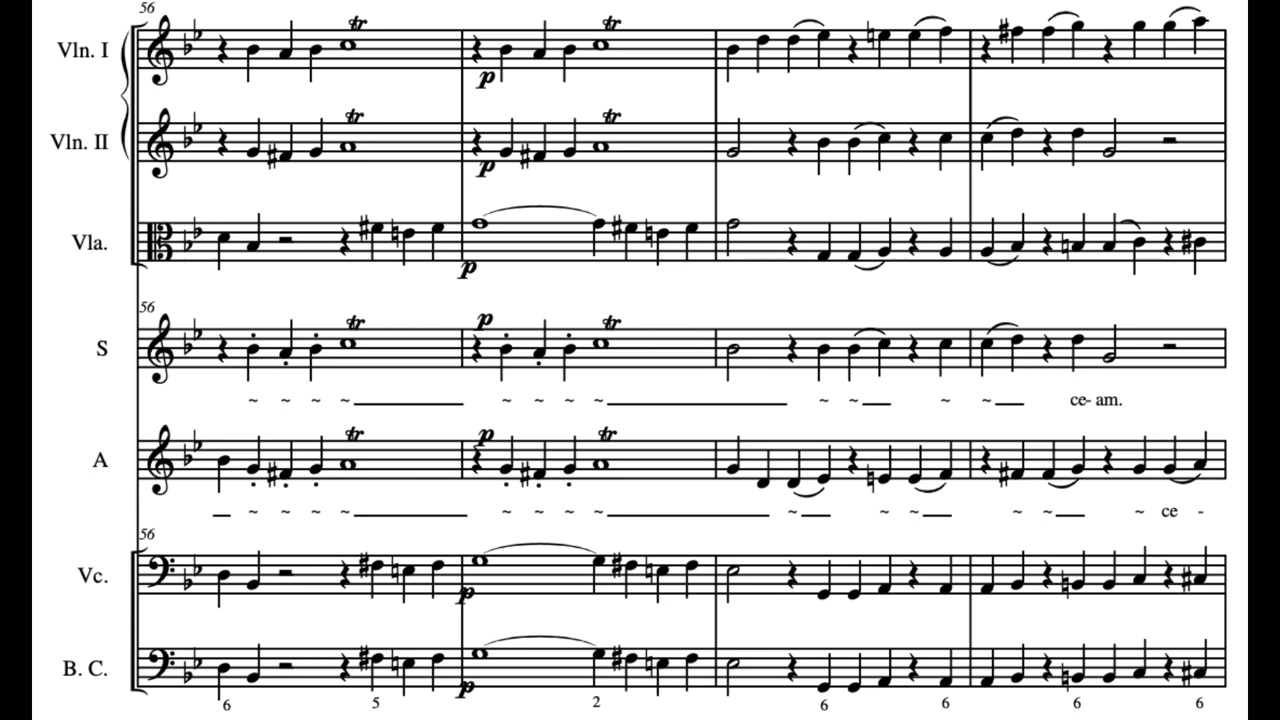 56
Vln. I
tr tr
p
Vln. II
tr tr
p
Vla.
p
56
p
S
tr tr
~ ~ ~ ~ ~ ~ ~ ~ ~ ~ ~ ~ ce- am.
p
A
tr tr
~ ~ ~ ~ ~ ~ ~ ~ ~ ~ ~ ~ ~ ~ ce -
56
Vc.
p
B. C.
p
6 5 2 6 6 6 6